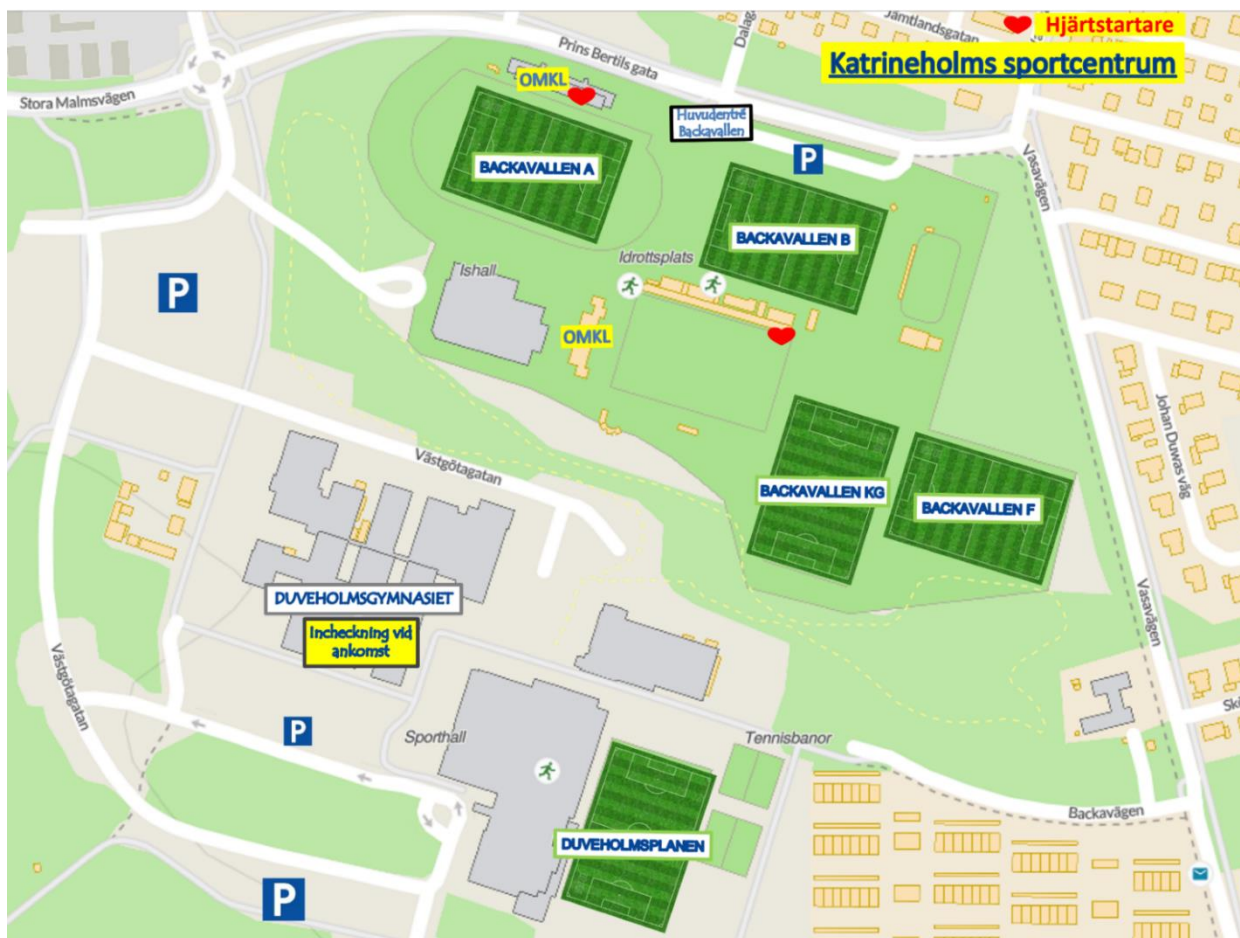 Jämtlandsgatan
Hjärtstartare
Katrineholms sportcentrum
Prins Bertils gata
Stora Malmsvägen
OMKL
Huvudentré
Backavallen
P
BACKAVALLEN A
Vasavägen
BACKAVALLEN B
Idrottsplats
Ishall
P
OMKL
Johan Duwas väg
Västgötagatan
BACKAVALLEN KG
BACKAVALLEN F
DUVEHOLMSGYMNASIET
Incheckning vid
ankomst
Vasavägen
Västgötagatan
P
Sporthall
Tennisbanor
Backavägen
DUVEHOLMSPLANEN
P